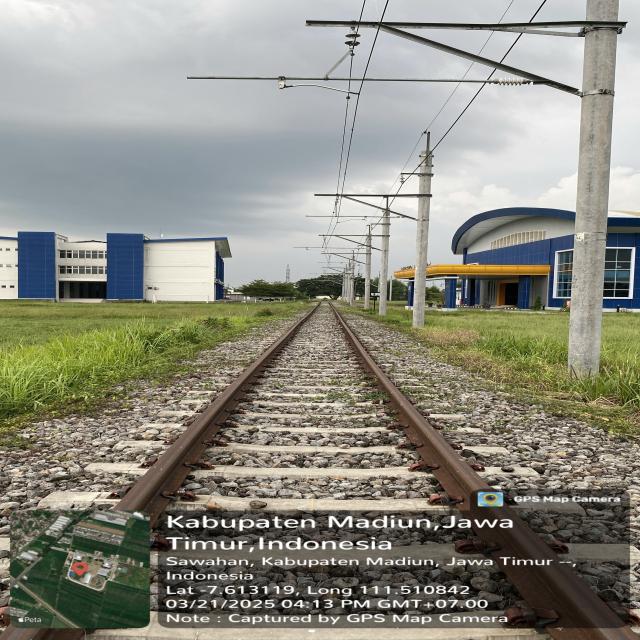 GPS Map Camera
Kabupaten Madiun,Jawa
Timur,Indonesia
Sawahan, Kabupaten Madiun, Jawa Timur --,
Indonesia
Lat -7.613119, Long 111.510842
03/21/2025 04:13 PM GMT+07.00
Note : Captured by GPS Map Camera
Peta